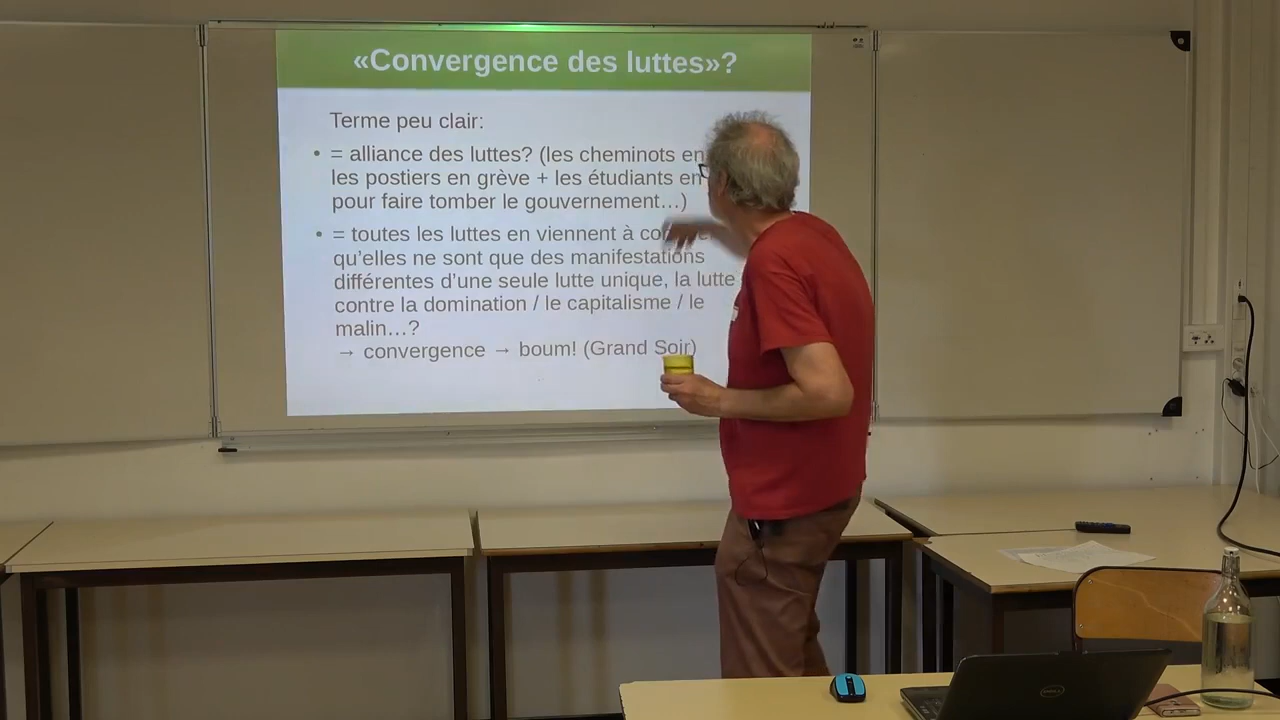 «Convergence des luttes»?
Terme peu clair:
• = alliance des luttes? (les cheminots en
les postiers en grève + les étudiants en
pour faire tomber le gouvernement…)
• = toutes les luttes en viennent à
qu’elles ne sont que des manifestations
différentes d’une seule lutte unique, la lutte
contre la domination / le capitalisme / le
malin…?
→ convergence → boum! (Grand Soir)
DELL